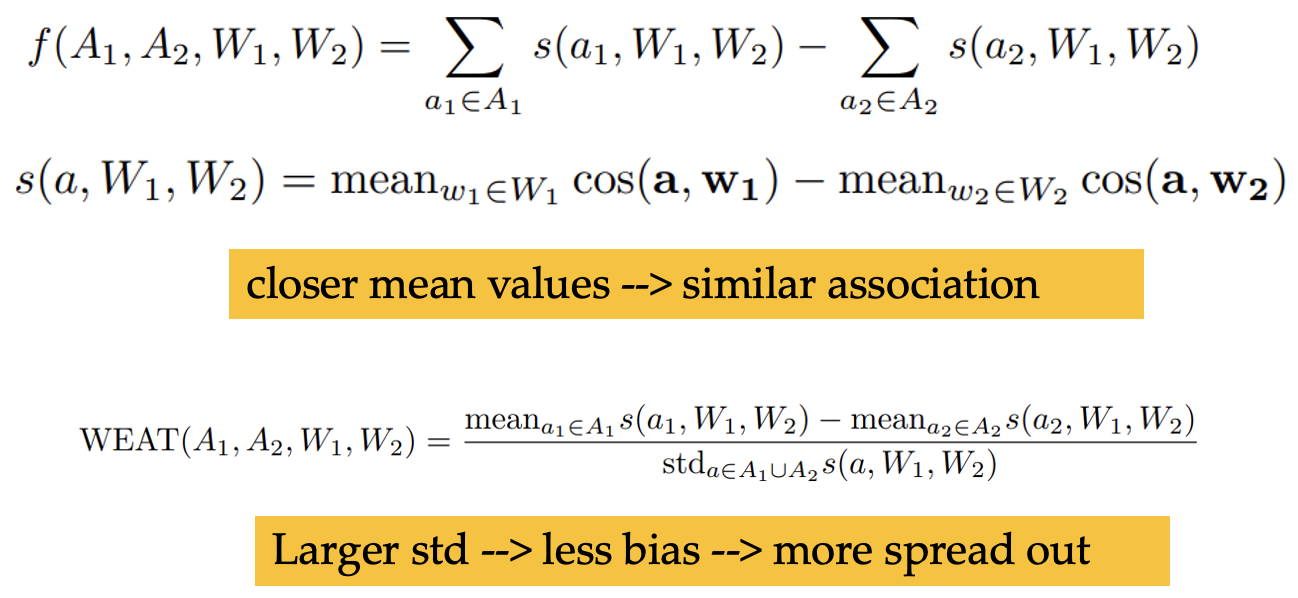 f(A₁, A₂, W₁, W₂) = ∑_{a₁∈A₁} s(a₁, W₁, W₂) − ∑_{a₂∈A₂} s(a₂, W₁, W₂)
s(a, W₁, W₂) = mean_{w₁∈W₁} cos(𝐚, 𝐰₁) − mean_{w₂∈W₂} cos(𝐚, 𝐰₂)
closer mean values --> similar association
WEAT(A₁, A₂, W₁, W₂) = (mean_{a₁∈A₁} s(a₁, W₁, W₂) − mean_{a₂∈A₂} s(a₂, W₁, W₂)) / (std_{a∈A₁∪A₂} s(a, W₁, W₂))
Larger std --> less bias --> more spread out